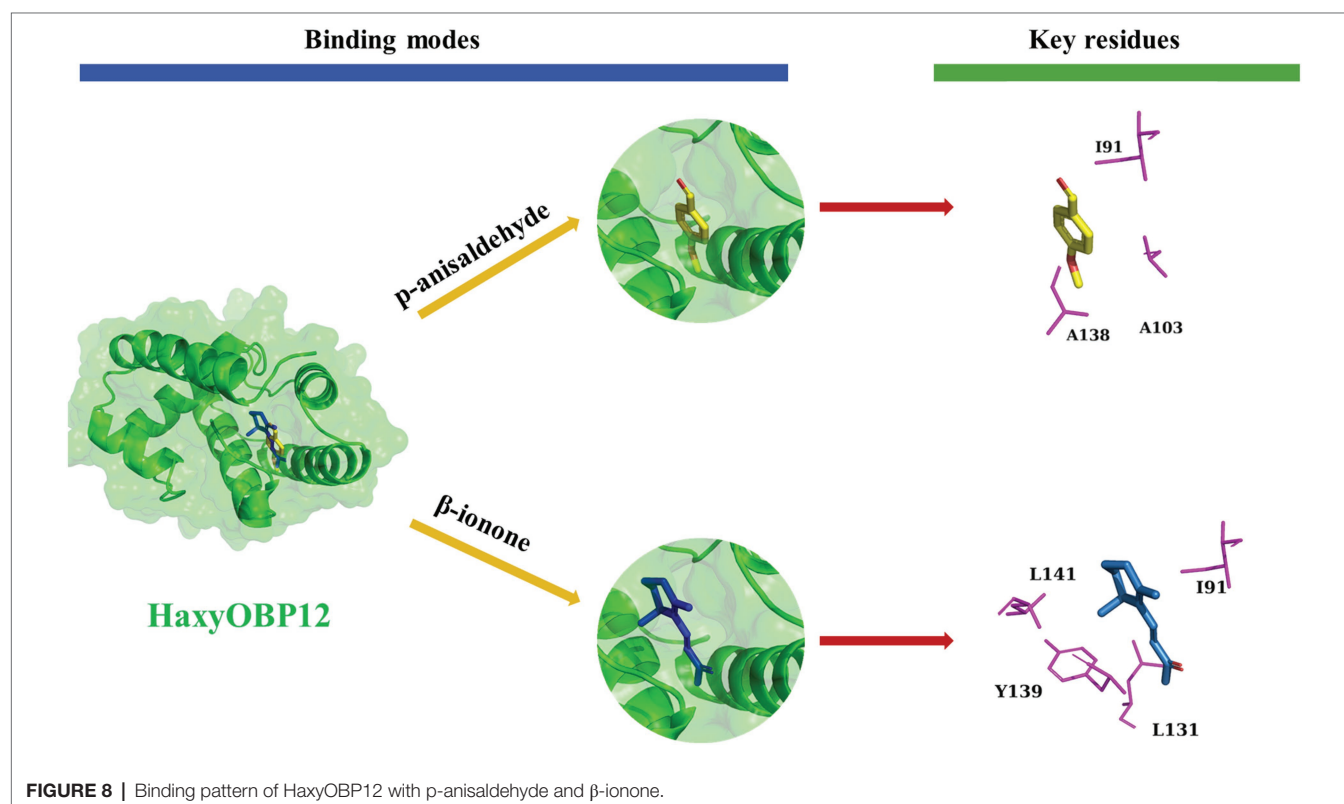 Binding modes
Key residues
p-anisaldehyde
I91
A138
A103
HaxyOBP12
β-ionone
L141
I91
Y139
L131
FIGURE 8 | Binding pattern of HaxyOBP12 with p-anisaldehyde and β-ionone.